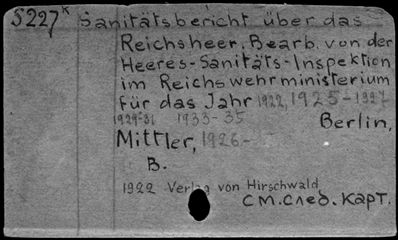 S227к Sanitätsbericht über das
Reichsheer. Bearb. von der
Heeres-Sanitäts-Inspektion
im Reichswehrministerium
für das Jahr 1922, 1925-1927
1929-31 1933-35 Berlin,
Mittler, 1926-
B.
1922 Verlag von Hirschwald
См. след. карт.